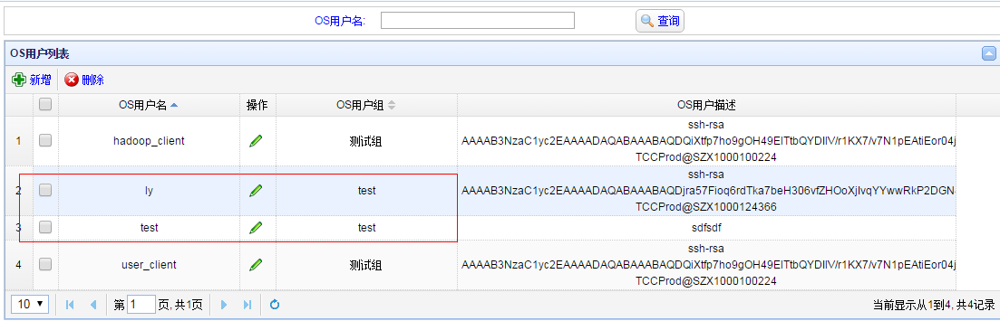 OS用户名:
查询
OS用户列表
新增 删除
OS用户名 操作 OS用户组 OS用户描述
1 hadoop_client 测试组 ssh-rsa
AAAAB3NzaC1yc2EAAAADAQABAAABAQDQiXtfp7ho9gOH49ElTtbQYDIlV/r1KX7/v7N1pEAtiEor04j
TCCProd@SZX1000100224
2 ly test ssh-rsa
AAAAB3NzaC1yc2EAAAADAQABAAABAQDjra57Fioq6rdTka7beH306vfZHOoXjIvqYYwwRkP2DGN
TCCProd@SZX1000124366
3 test test sdfsdf
4 user_client 测试组 ssh-rsa
AAAAB3NzaC1yc2EAAAADAQABAAABAQDQiXtfp7ho9gOH49ElTtbQYDIlV/r1KX7/v7N1pEAtiEor04j
TCCProd@SZX1000100224
10 第 1 页, 共1页 当前显示从1到4, 共4记录